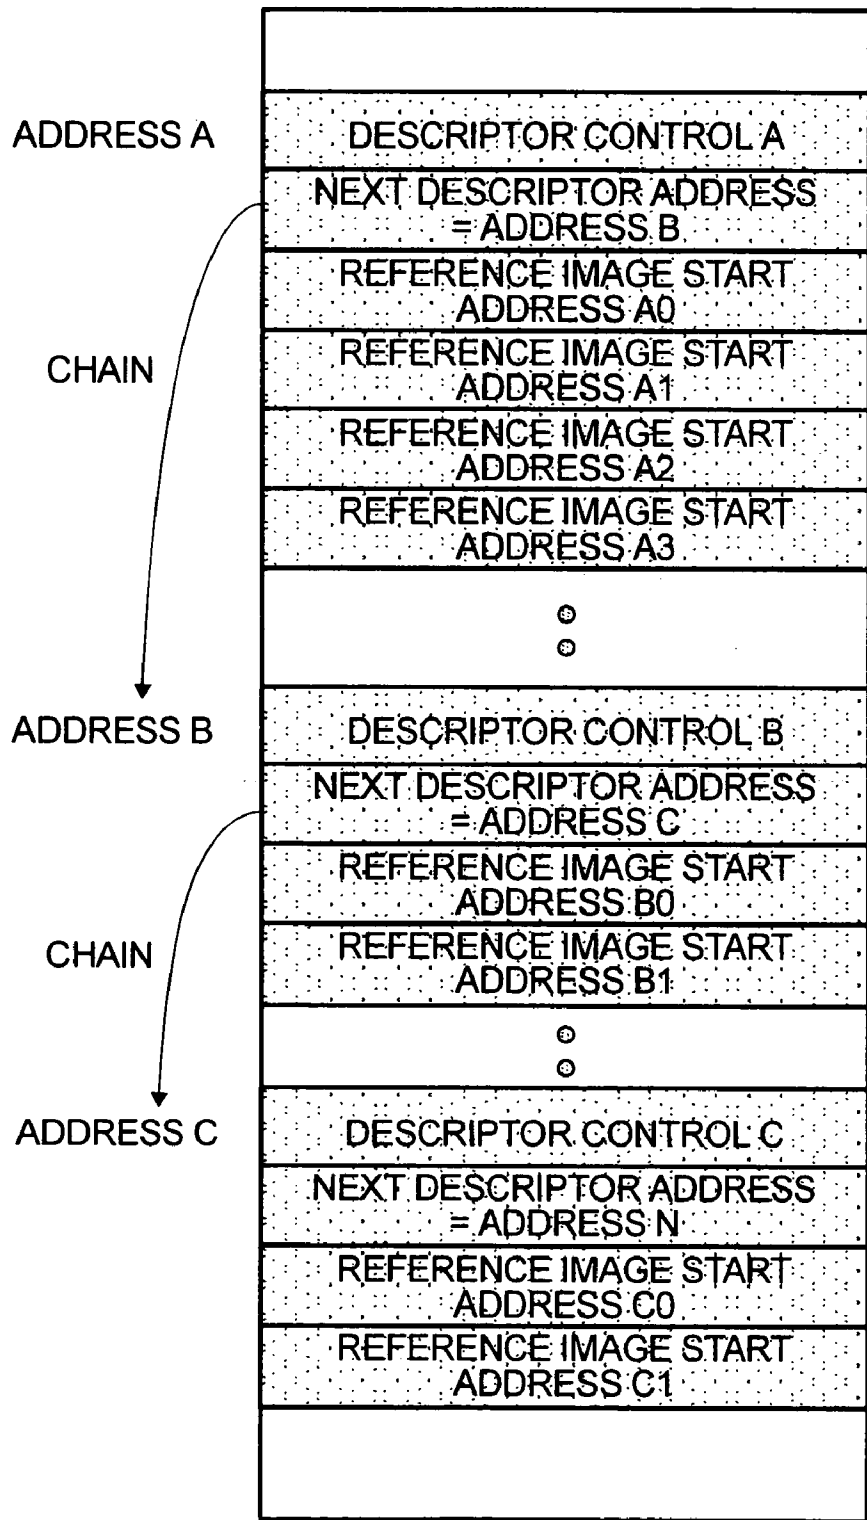 ADDRESS A
DESCRIPTOR CONTROL A
NEXT DESCRIPTOR ADDRESS
= ADDRESS B
REFERENCE IMAGE START
ADDRESS A0
CHAIN
REFERENCE IMAGE START
ADDRESS A1
REFERENCE IMAGE START
ADDRESS A2
REFERENCE IMAGE START
ADDRESS A3
ADDRESS B
DESCRIPTOR CONTROL B
NEXT DESCRIPTOR ADDRESS
= ADDRESS C
REFERENCE IMAGE START
ADDRESS B0
CHAIN
REFERENCE IMAGE START
ADDRESS B1
ADDRESS C
DESCRIPTOR CONTROL C
NEXT DESCRIPTOR ADDRESS
= ADDRESS N
REFERENCE IMAGE START
ADDRESS C0
REFERENCE IMAGE START
ADDRESS C1